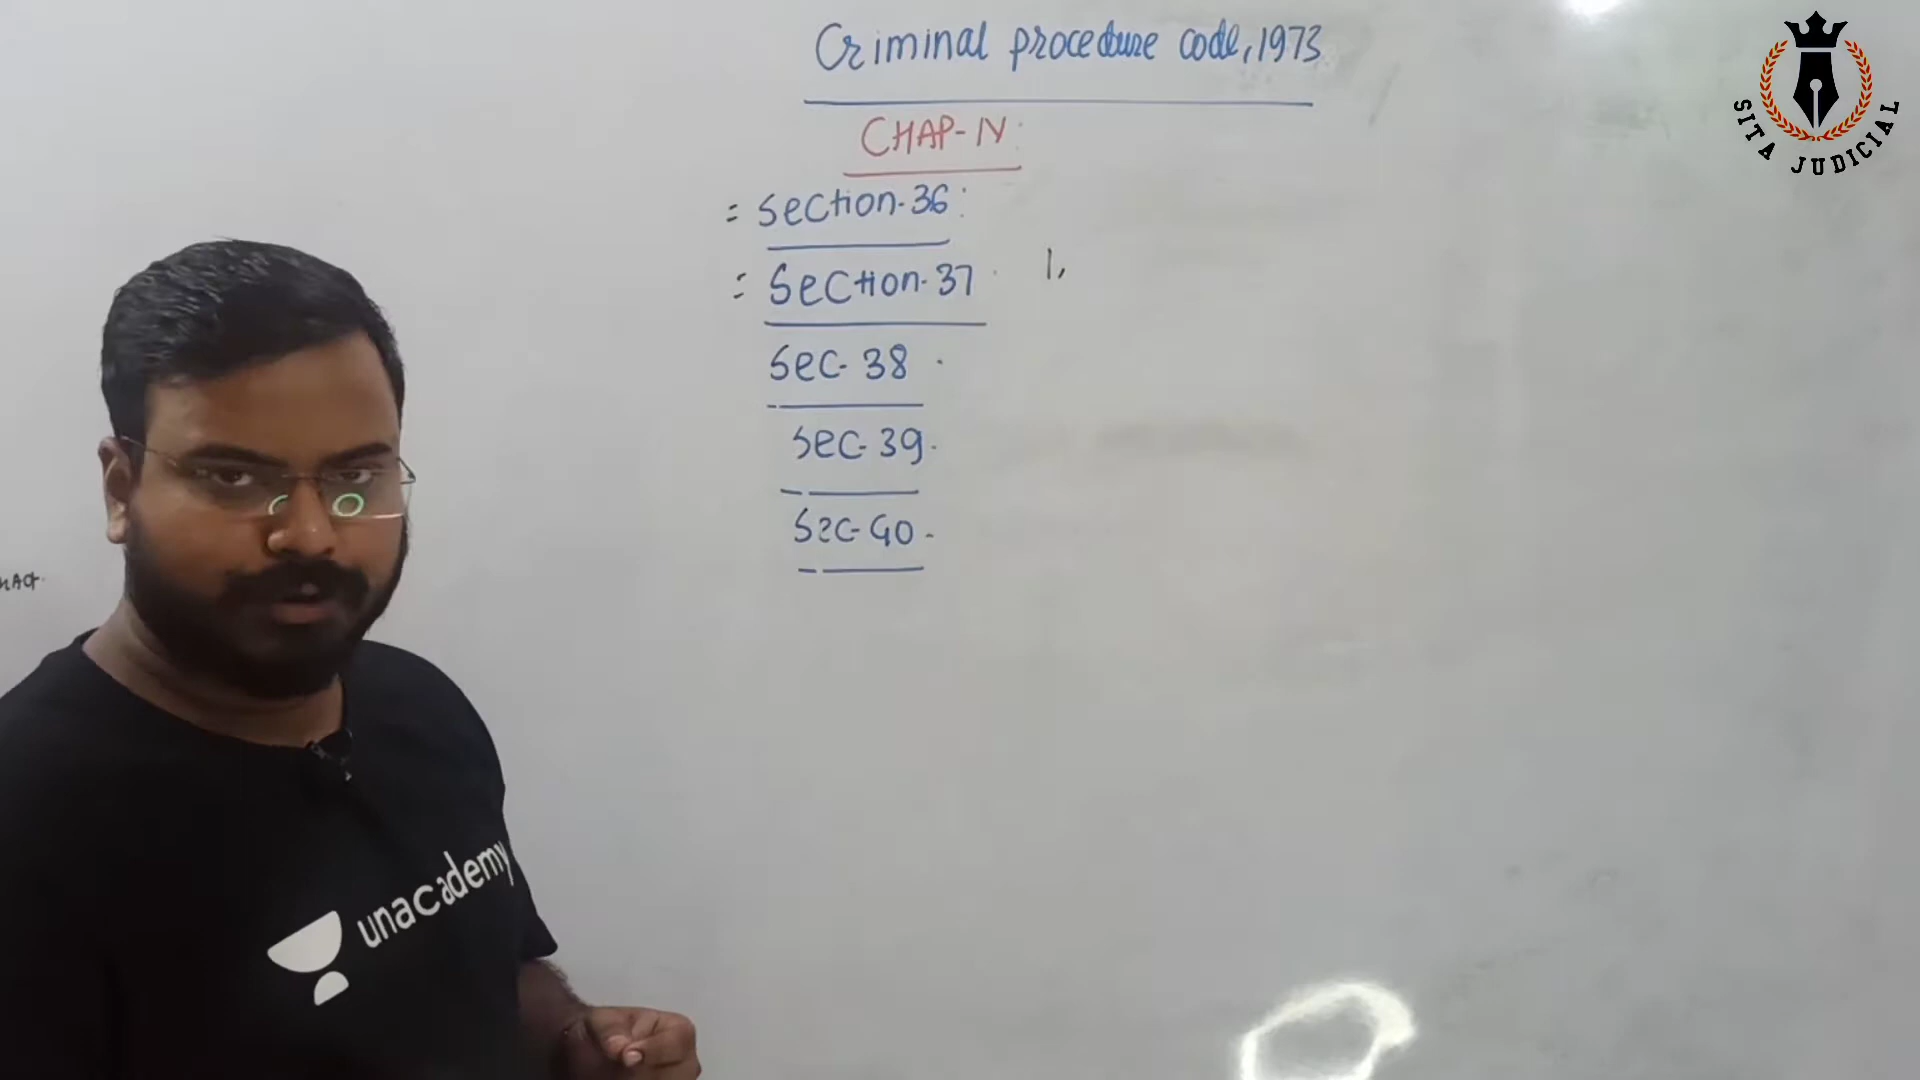 Criminal procedure code, 1973
CHAP-IV:
= Section-36:
= Section-37 1,
Sec- 38 .
Sec- 39.
Sec- 40.
SITA JUDICIAL
unacademy